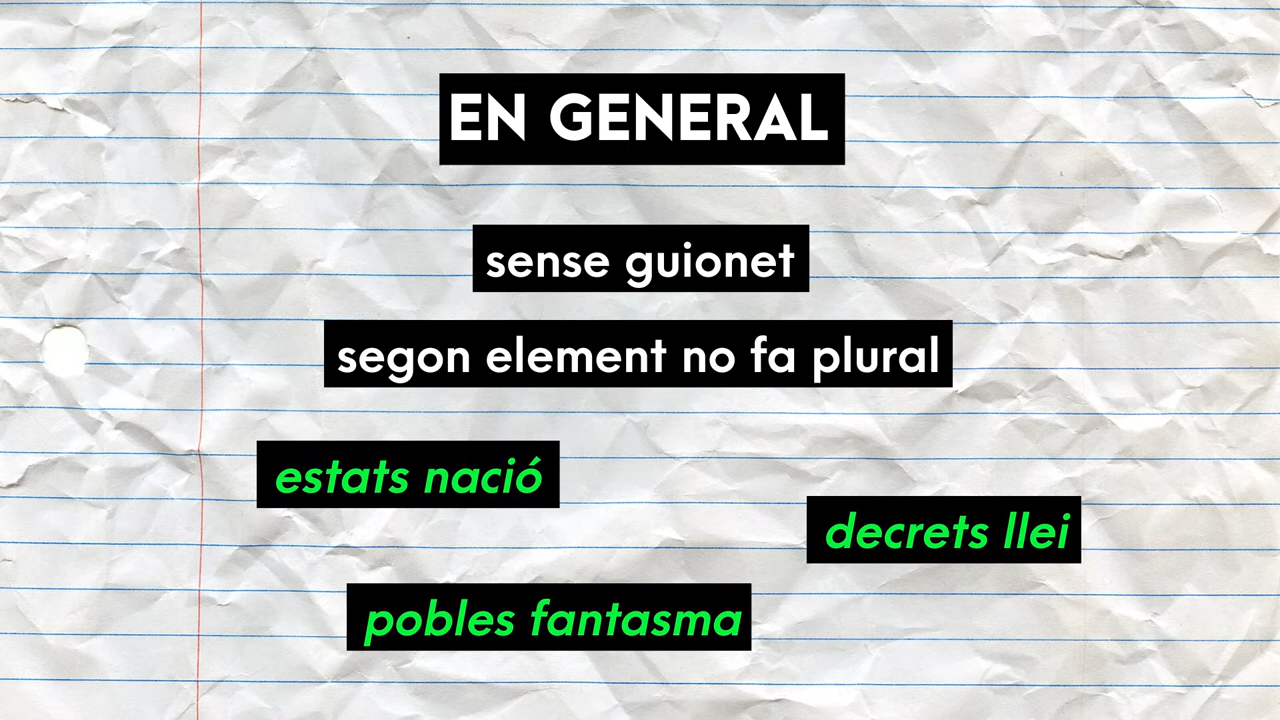 EN GENERAL
sense guionet
segon element no fa plural
estats nació
decrets llei
pobles fantasma